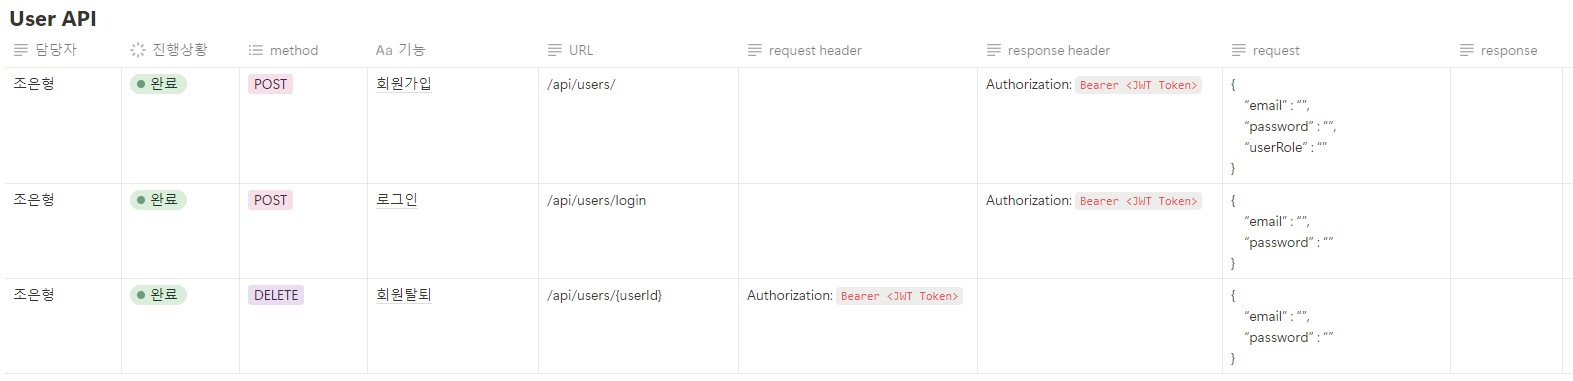 User API
담당자 진행상황 method Aa 기능 URL request header response header request response
조은형 완료 POST 회원가입 /api/users/ Authorization: Bearer <JWT Token> {
“email” : “”,
“password” : “”,
“userRole” : “”
}
조은형 완료 POST 로그인 /api/users/login Authorization: Bearer <JWT Token> {
“email” : “”,
“password” : “”
}
조은형 완료 DELETE 회원탈퇴 /api/users/{userId} Authorization: Bearer <JWT Token> {
“email” : “”,
“password” : “”
}